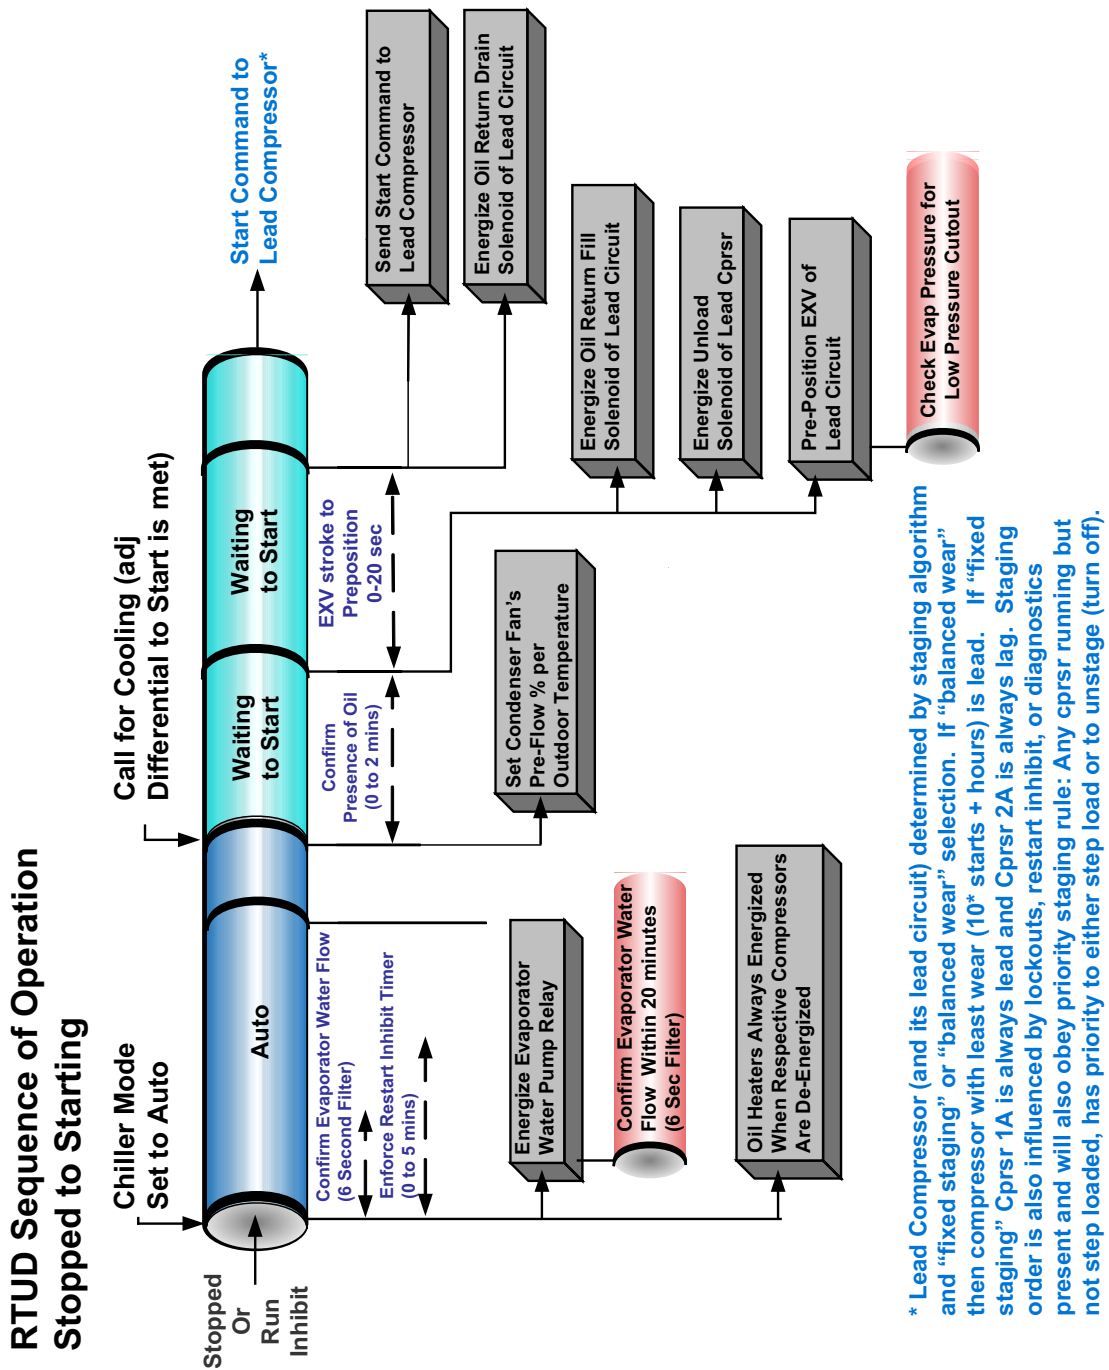 RTUD Sequence of Operation
Stopped to Starting
Chiller Mode
Set to Auto
Call for Cooling (adj
Differential to Start is met)
Stopped
Or
Run
Inhibit
Auto
Waiting
to Start
Waiting
to Start
Start Command to
Lead Compressor*
Confirm Evaporator Water Flow
(6 Second Filter)
Enforce Restart Inhibit Timer
(0 to 5 mins)
Confirm
Presence of Oil
(0 to 2 mins)
EXV stroke to
Preposition
0-20 sec
Send Start Command to
Lead Compressor
Energize Oil Return Drain
Solenoid of Lead Circuit
Energize Oil Return Fill
Solenoid of Lead Circuit
Energize Unload
Solenoid of Lead Cprsr
Pre-Position EXV of
Lead Circuit
Check Evap Pressure for
Low Pressure Cutout
Set Condenser Fan's
Pre-Flow % per
Outdoor Temperature
Energize Evaporator
Water Pump Relay
Confirm Evaporator Water
Flow Within 20 minutes
(6 Sec Filter)
Oil Heaters Always Energized
When Respective Compressors
Are De-Energized
* Lead Compressor (and its lead circuit) determined by staging algorithm
and “fixed staging” or “balanced wear” selection. If “balanced wear”
then compressor with least wear (10* starts + hours) is lead. If “fixed
staging” Cprsr 1A is always lead and Cprsr 2A is always lag. Staging
order is also influenced by lockouts, restart inhibit, or diagnostics
present and will also obey priority staging rule: Any cprsr running but
not step loaded, has priority to either step load or to unstage (turn off).